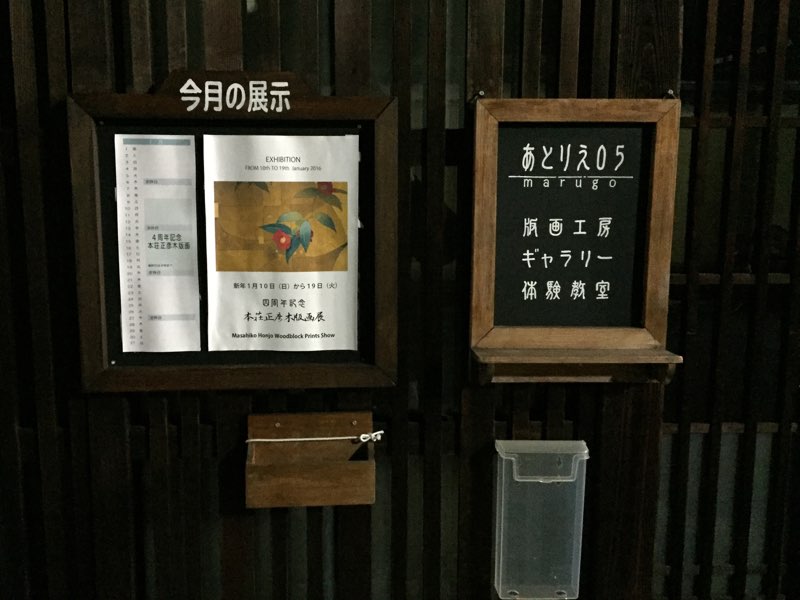 今月の展示
4周年記念
本荘正彦木版画
EXHIBITION
FROM 10th TO 19th January 2016
新年1月10日(日)から19日(火)
四周年記念
本荘正彦木版画展
Masahiko Honjo Woodblock Prints Show
あとりえ05
marugo
版画工房
ギャラリー
体験教室